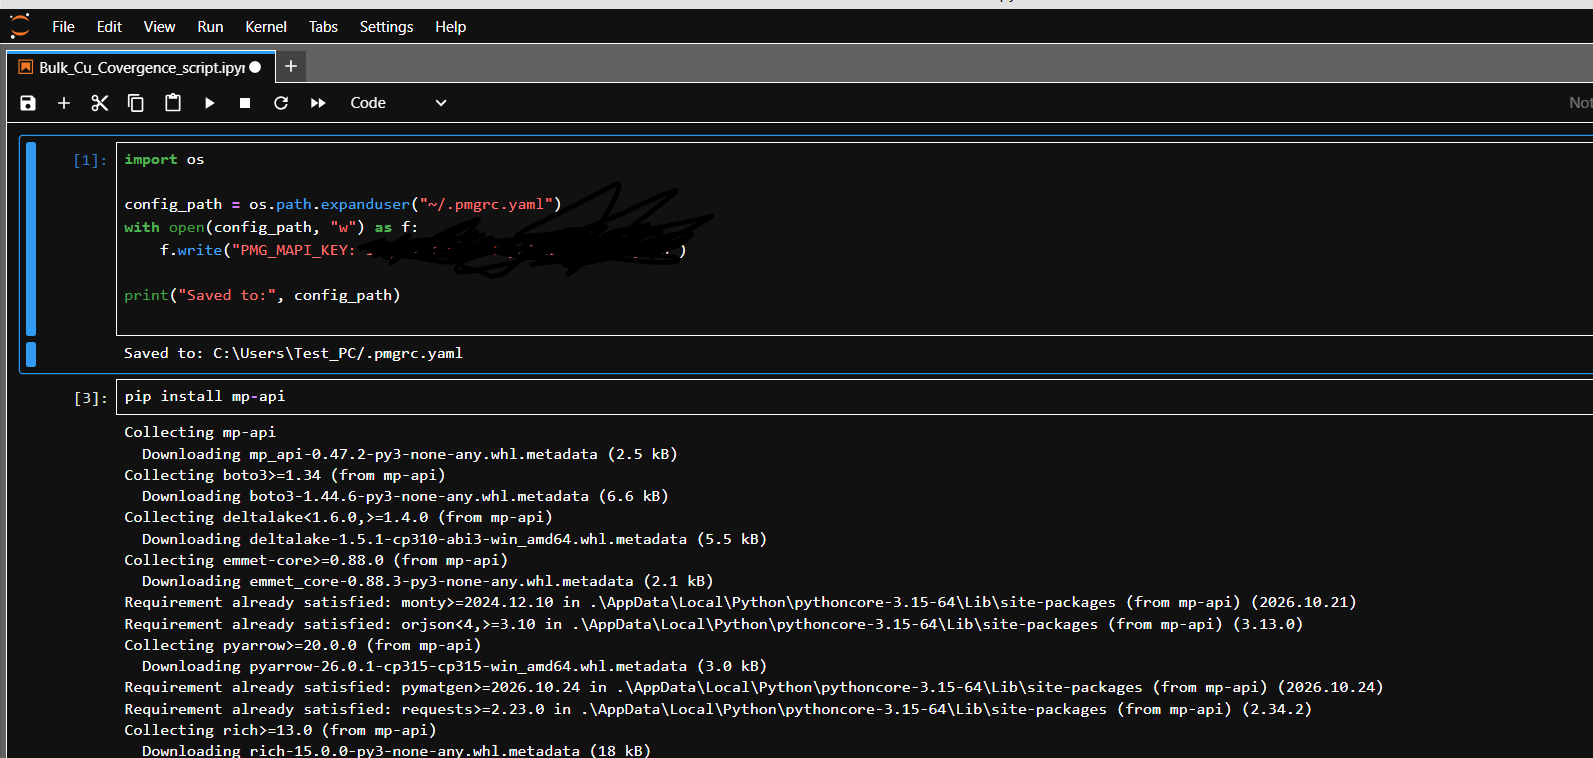 File Edit View Run Kernel Tabs Settings Help
Bulk_Cu_Covergence_script.ipyn
Code
Not
[1]:
import os
config_path = os.path.expanduser("~/.pmgrc.yaml")
with open(config_path, "w") as f:
f.write("PMG_MAPI_KEY: )
print("Saved to:", config_path)
Saved to: C:\Users\Test_PC/.pmgrc.yaml
[3]:
pip install mp-api
Collecting mp-api
Downloading mp_api-0.47.2-py3-none-any.whl.metadata (2.5 kB)
Collecting boto3>=1.34 (from mp-api)
Downloading boto3-1.44.6-py3-none-any.whl.metadata (6.6 kB)
Collecting deltalake<1.6.0,>=1.4.0 (from mp-api)
Downloading deltalake-1.5.1-cp310-abi3-win_amd64.whl.metadata (5.5 kB)
Collecting emmet-core>=0.88.0 (from mp-api)
Downloading emmet_core-0.88.3-py3-none-any.whl.metadata (2.1 kB)
Requirement already satisfied: monty>=2024.12.10 in .\AppData\Local\Python\pythoncore-3.15-64\Lib\site-packages (from mp-api) (2026.10.21)
Requirement already satisfied: orjson<4,>=3.10 in .\AppData\Local\Python\pythoncore-3.15-64\Lib\site-packages (from mp-api) (3.13.0)
Collecting pyarrow>=20.0.0 (from mp-api)
Downloading pyarrow-26.0.1-cp315-cp315-win_amd64.whl.metadata (3.0 kB)
Requirement already satisfied: pymatgen>=2026.10.24 in .\AppData\Local\Python\pythoncore-3.15-64\Lib\site-packages (from mp-api) (2026.10.24)
Requirement already satisfied: requests>=2.23.0 in .\AppData\Local\Python\pythoncore-3.15-64\Lib\site-packages (from mp-api) (2.34.2)
Collecting rich>=13.0 (from mp-api)
Downloading rich-15.0.0-py3-none-any.whl.metadata (18 kB)